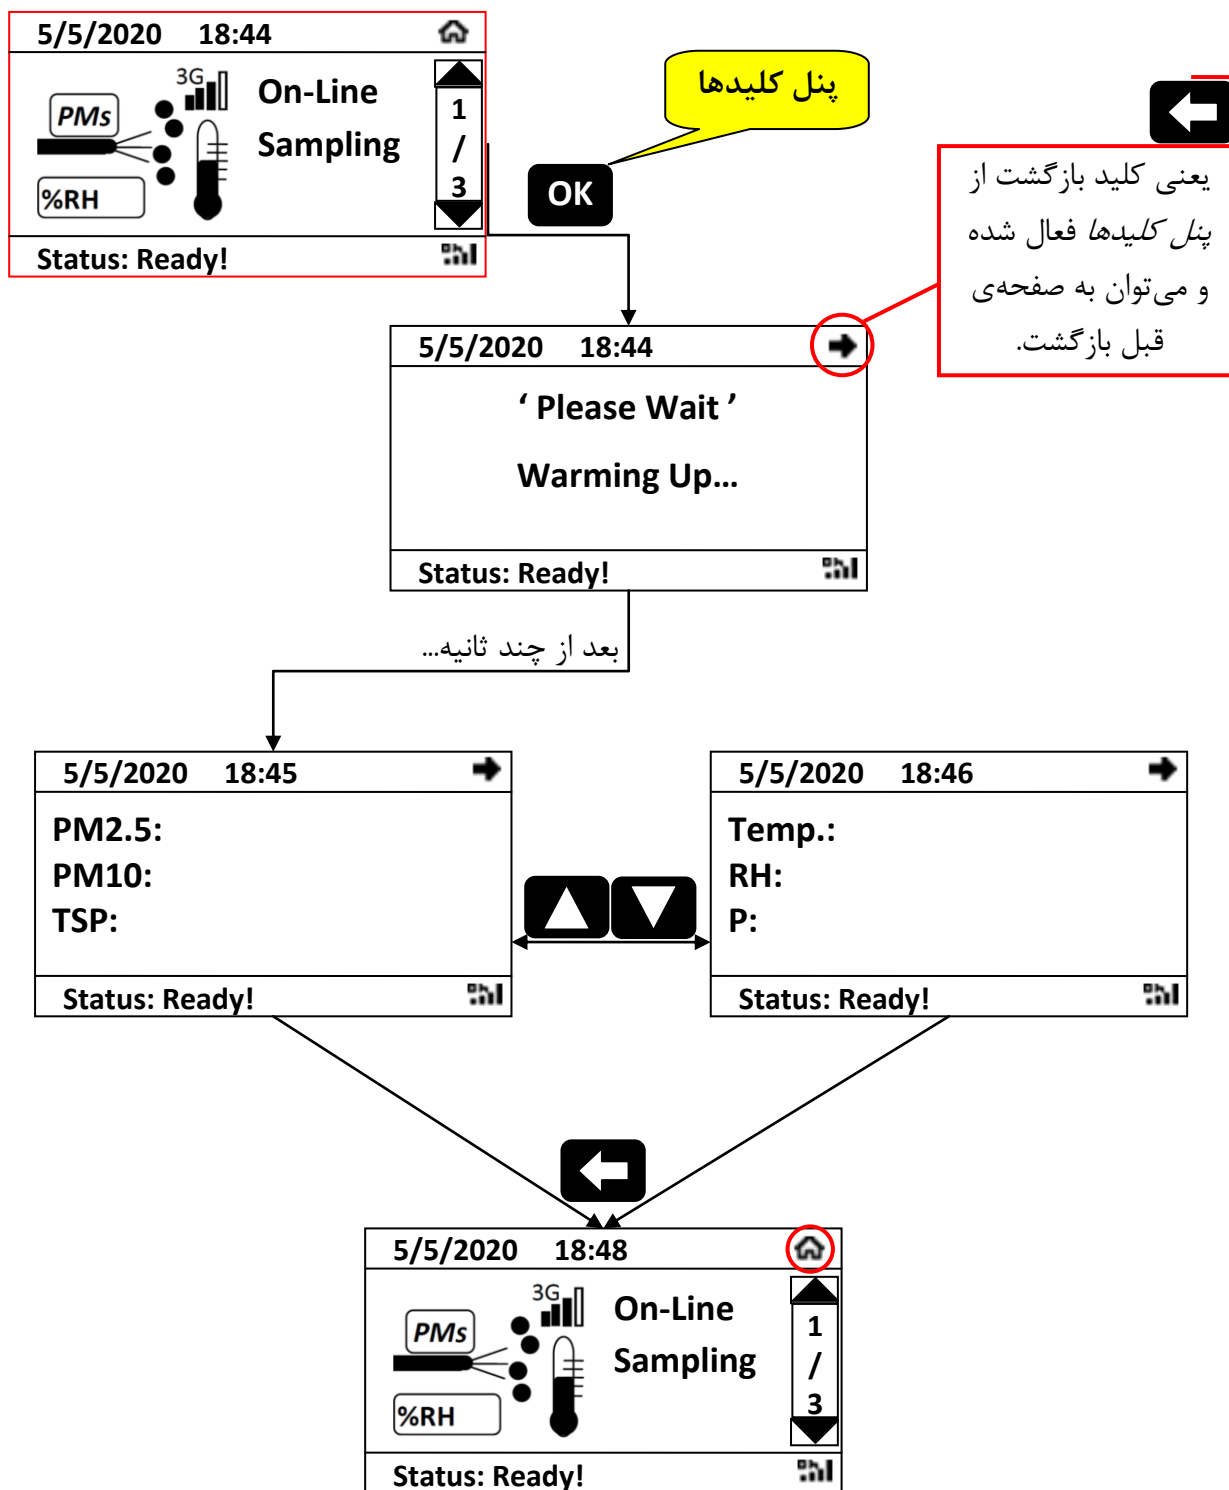 5/5/2020 18:44
3G
On-Line
Sampling
PMs
%RH
1
/
3
Status: Ready!
پنل کلیدها
OK
یعنی کلید بازگشت از
پنل کلیدها فعال شده
و می‌توان به صفحه‌ی
قبل بازگشت.
5/5/2020 18:44
‘ Please Wait ’
Warming Up…
Status: Ready!
بعد از چند ثانیه...
5/5/2020 18:45
PM2.5:
PM10:
TSP:
Status: Ready!
5/5/2020 18:46
Temp.:
RH:
P:
Status: Ready!
5/5/2020 18:48
3G
On-Line
Sampling
PMs
%RH
1
/
3
Status: Ready!